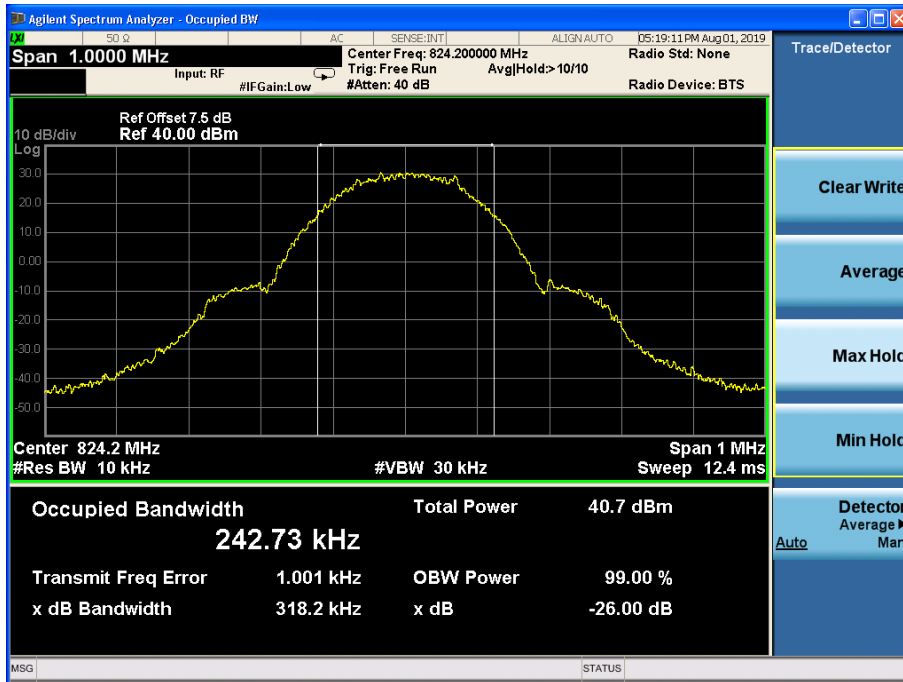 Agilent Spectrum Analyzer - Occupied BW
LXI 50 Ω AC SENSE:INT ALIGN AUTO 05:19:11 PM Aug 01, 2019
Span 1.0000 MHz
Center Freq: 824.200000 MHz
Radio Std: None
Trace/Detector
Input: RF
Trig: Free Run Avg|Hold:>10/10
#IFGain:Low
#Atten: 40 dB
Radio Device: BTS
Ref Offset 7.5 dB
10 dB/div Ref 40.00 dBm
Log
30.0
20.0
10.0
0.00
-10.0
-20.0
-30.0
-40.0
-50.0
Clear Write
Average
Max Hold
Min Hold
Center 824.2 MHz
Span 1 MHz
#Res BW 10 kHz
#VBW 30 kHz
Sweep 12.4 ms
Occupied Bandwidth
Total Power 40.7 dBm
242.73 kHz
Transmit Freq Error 1.001 kHz
OBW Power 99.00 %
x dB Bandwidth 318.2 kHz
x dB -26.00 dB
Detector
Average
Auto Man
MSG
STATUS